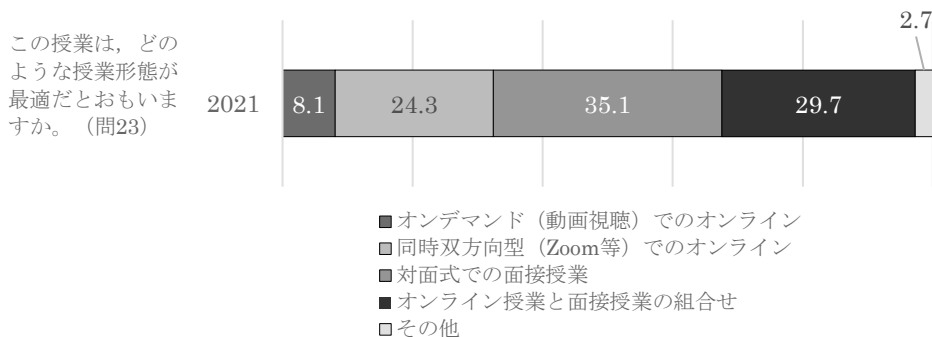 2.7
この授業は，どの
ような授業形態が
最適だとおもいま
すか。（問23）
2021
8.1 24.3 35.1 29.7
■オンデマンド（動画視聴）でのオンライン
■同時双方向型（Zoom等）でのオンライン
■対面式での面接授業
■オンライン授業と面接授業の組合せ
□その他